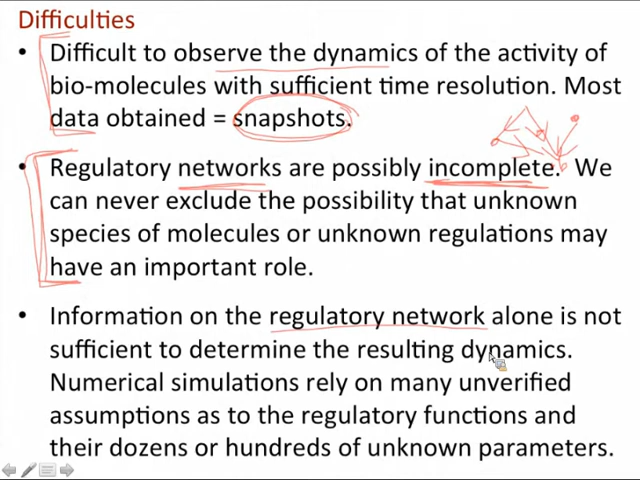 Difficulties
• Difficult to observe the dynamics of the activity of
bio-molecules with sufficient time resolution. Most
data obtained = snapshots.
• Regulatory networks are possibly incomplete. We
can never exclude the possibility that unknown
species of molecules or unknown regulations may
have an important role.
• Information on the regulatory network alone is not
sufficient to determine the resulting dynamics.
Numerical simulations rely on many unverified
assumptions as to the regulatory functions and
their dozens or hundreds of unknown parameters.